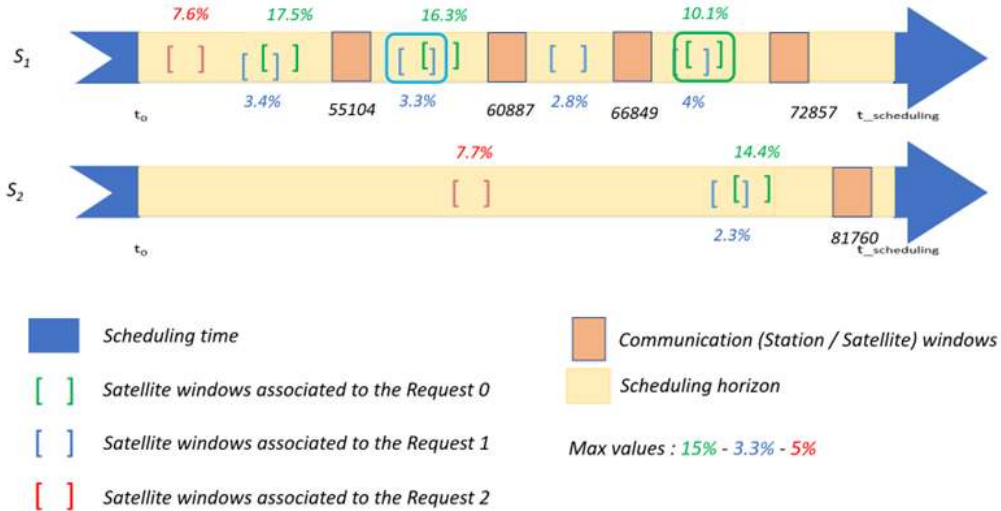 7.6% 17.5% 16.3% 10.1%
S1
3.4% 3.3% 2.8% 4%
to 55104 60887 66849 72857 t_scheduling
7.7% 14.4%
S2
2.3%
to 81760 t_scheduling
Scheduling time
Communication (Station / Satellite) windows
[ ] Satellite windows associated to the Request 0
Scheduling horizon
[ ] Satellite windows associated to the Request 1
Max values : 15% - 3.3% - 5%
[ ] Satellite windows associated to the Request 2